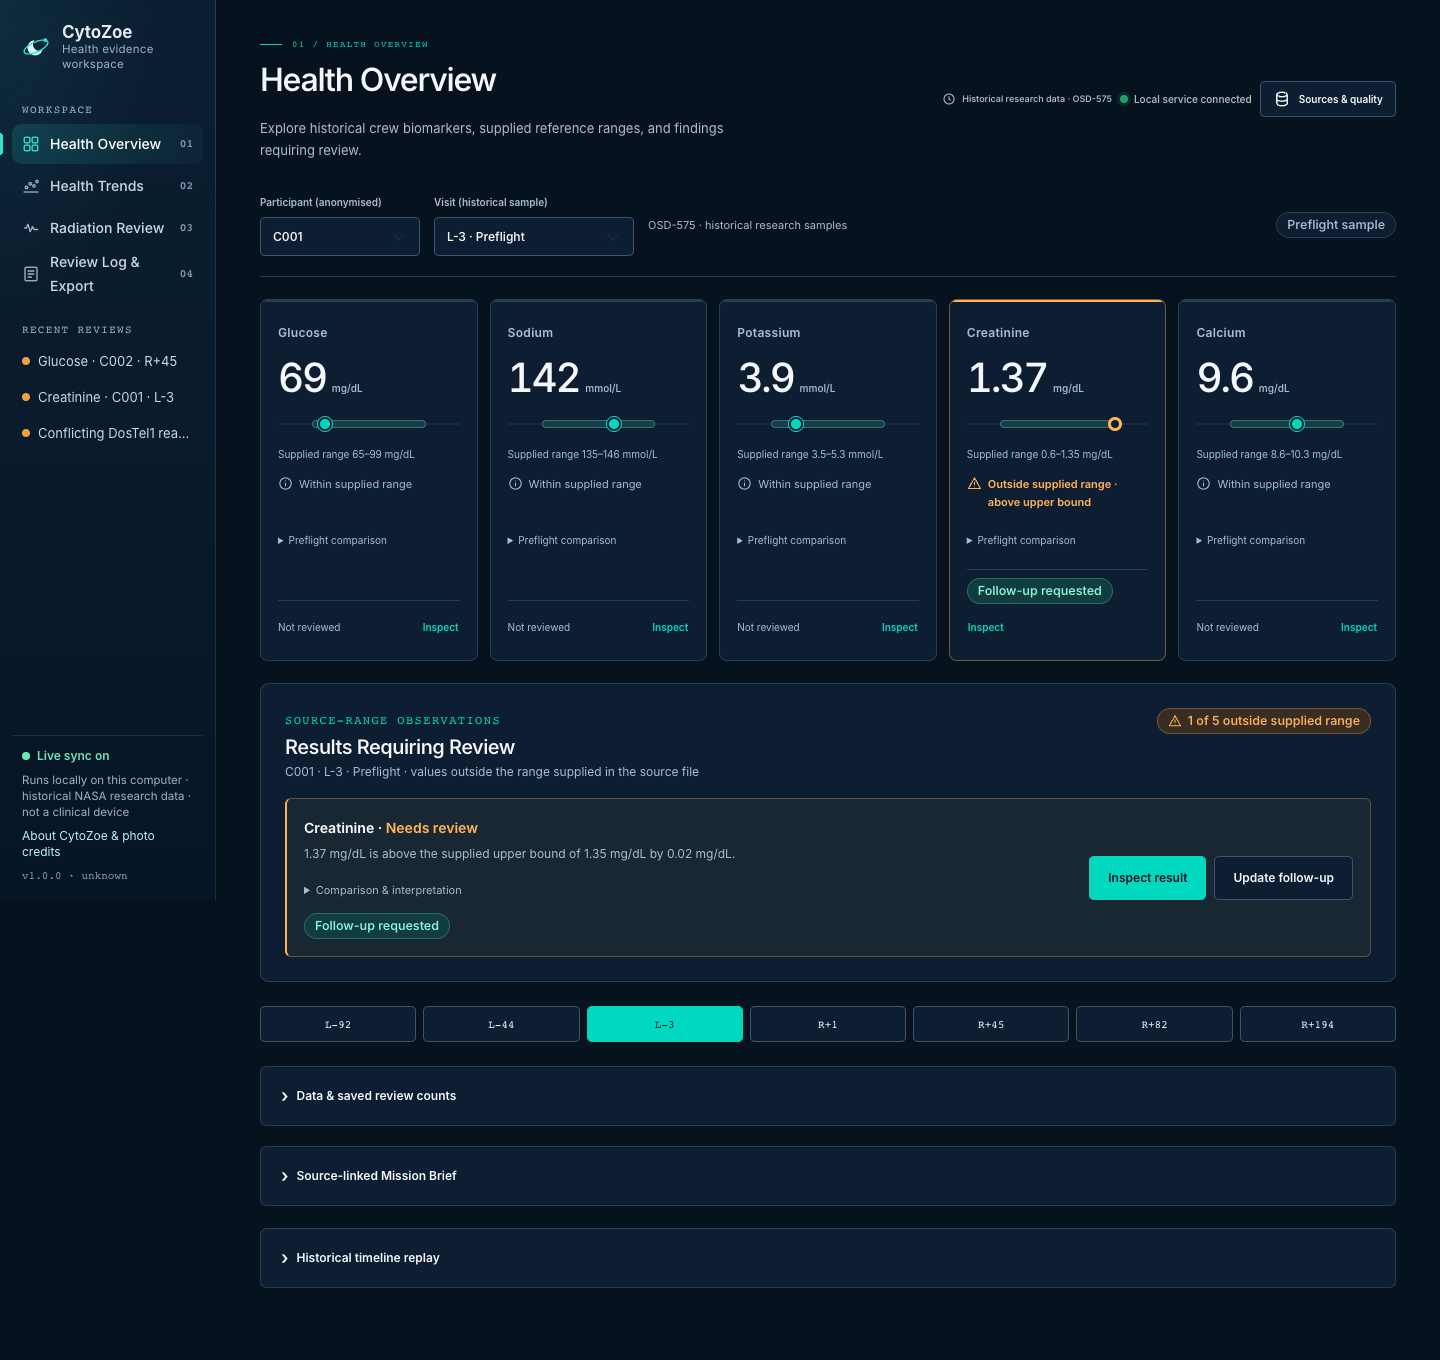 CytoZoe
Health evidence
workspace
WORKSPACE
Health Overview 01
Health Trends 02
Radiation Review 03
Review Log &
Export 04
RECENT REVIEWS
Glucose · C002 · R+45
Creatinine · C001 · L-3
Conflicting DosTel1 rea...
Live sync on
Runs locally on this computer ·
historical NASA research data ·
not a clinical device
About CytoZoe & photo
credits
v1.0.0 · unknown
01 / HEALTH OVERVIEW
Health Overview
Historical research data · OSD-575 Local service connected Sources & quality
Explore historical crew biomarkers, supplied reference ranges, and findings
requiring review.
Participant (anonymised) Visit (historical sample)
C001 L-3 · Preflight OSD-575 · historical research samples Preflight sample
Glucose
69 mg/dL
Supplied range 65–99 mg/dL
Within supplied range
Preflight comparison
Not reviewed Inspect
Sodium
142 mmol/L
Supplied range 135–146 mmol/L
Within supplied range
Preflight comparison
Not reviewed Inspect
Potassium
3.9 mmol/L
Supplied range 3.5–5.3 mmol/L
Within supplied range
Preflight comparison
Not reviewed Inspect
Creatinine
1.37 mg/dL
Supplied range 0.6–1.35 mg/dL
Outside supplied range ·
above upper bound
Preflight comparison
Follow-up requested
Inspect
Calcium
9.6 mg/dL
Supplied range 8.6–10.3 mg/dL
Within supplied range
Preflight comparison
Not reviewed Inspect
SOURCE-RANGE OBSERVATIONS
1 of 5 outside supplied range
Results Requiring Review
C001 · L-3 · Preflight · values outside the range supplied in the source file
Creatinine · Needs review
1.37 mg/dL is above the supplied upper bound of 1.35 mg/dL by 0.02 mg/dL.
Comparison & interpretation
Follow-up requested
Inspect result Update follow-up
L-92 L-44 L-3 R+1 R+45 R+82 R+194
Data & saved review counts
Source-linked Mission Brief
Historical timeline replay